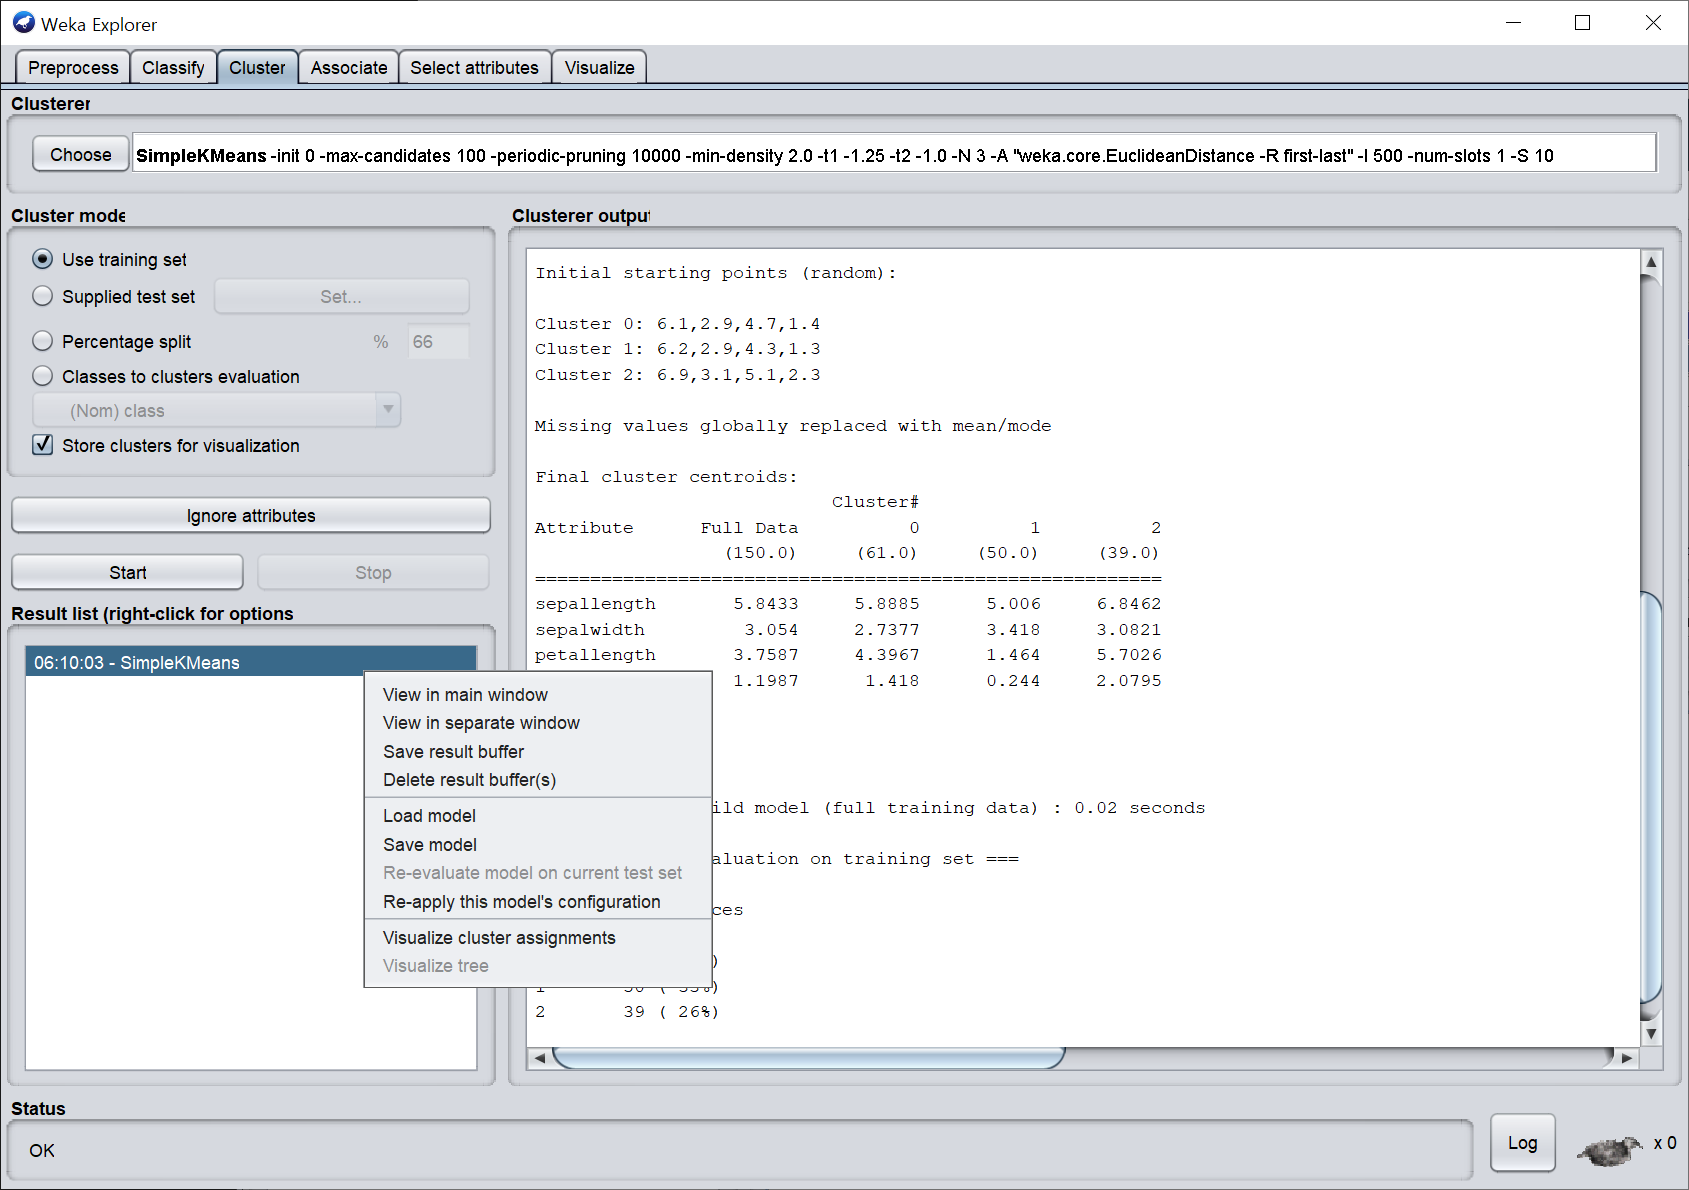 Weka Explorer
Preprocess Classify Cluster Associate Select attributes Visualize
Clusterer
Choose SimpleKMeans -init 0 -max-candidates 100 -periodic-pruning 10000 -min-density 2.0 -t1 -1.25 -t2 -1.0 -N 3 -A "weka.core.EuclideanDistance -R first-last" -I 500 -num-slots 1 -S 10
Cluster mode
Use training set
Supplied test set Set...
Percentage split % 66
Classes to clusters evaluation
(Nom) class
Store clusters for visualization
Ignore attributes
Start Stop
Result list (right-click for options
06:10:03 - SimpleKMeans
View in main window
View in separate window
Save result buffer
Delete result buffer(s)
Load model
Save model
Re-evaluate model on current test set
Re-apply this model's configuration
Visualize cluster assignments
Visualize tree
Clusterer output
Initial starting points (random):
Cluster 0: 6.1,2.9,4.7,1.4
Cluster 1: 6.2,2.9,4.3,1.3
Cluster 2: 6.9,3.1,5.1,2.3
Missing values globally replaced with mean/mode
Final cluster centroids:
Cluster#
Attribute Full Data 0 1 2
(150.0) (61.0) (50.0) (39.0)
=========================================================
sepallength 5.8433 5.8885 5.006 6.8462
sepalwidth 3.054 2.7377 3.418 3.0821
petallength 3.7587 4.3967 1.464 5.7026
1.1987 1.418 0.244 2.0795
ild model (full training data) : 0.02 seconds
aluation on training set ===
ces
)
)
2 39 ( 26%)
Status
OK
Log x 0